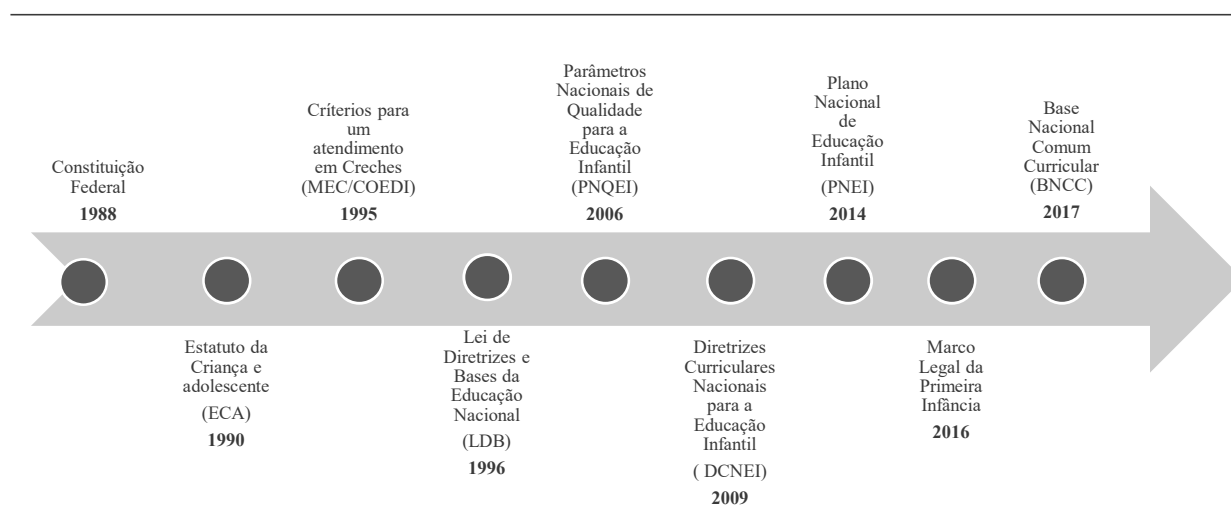 Constituição
Federal
1988
Estatuto da
Criança e
adolescente
(ECA)
1990
Críterios para
um
atendimento
em Creches
(MEC/COEDI)
1995
Lei de
Diretrizes e
Bases da
Educação
Nacional
(LDB)
1996
Parâmetros
Nacionais de
Qualidade
para a
Educação
Infantil
(PNQEI)
2006
Diretrizes
Curriculares
Nacionais
para a
Educação
Infantil
( DCNEI)
2009
Plano
Nacional
de
Educação
Infantil
(PNEI)
2014
Marco
Legal da
Primeira
Infância
2016
Base
Nacional
Comum
Curricular
(BNCC)
2017